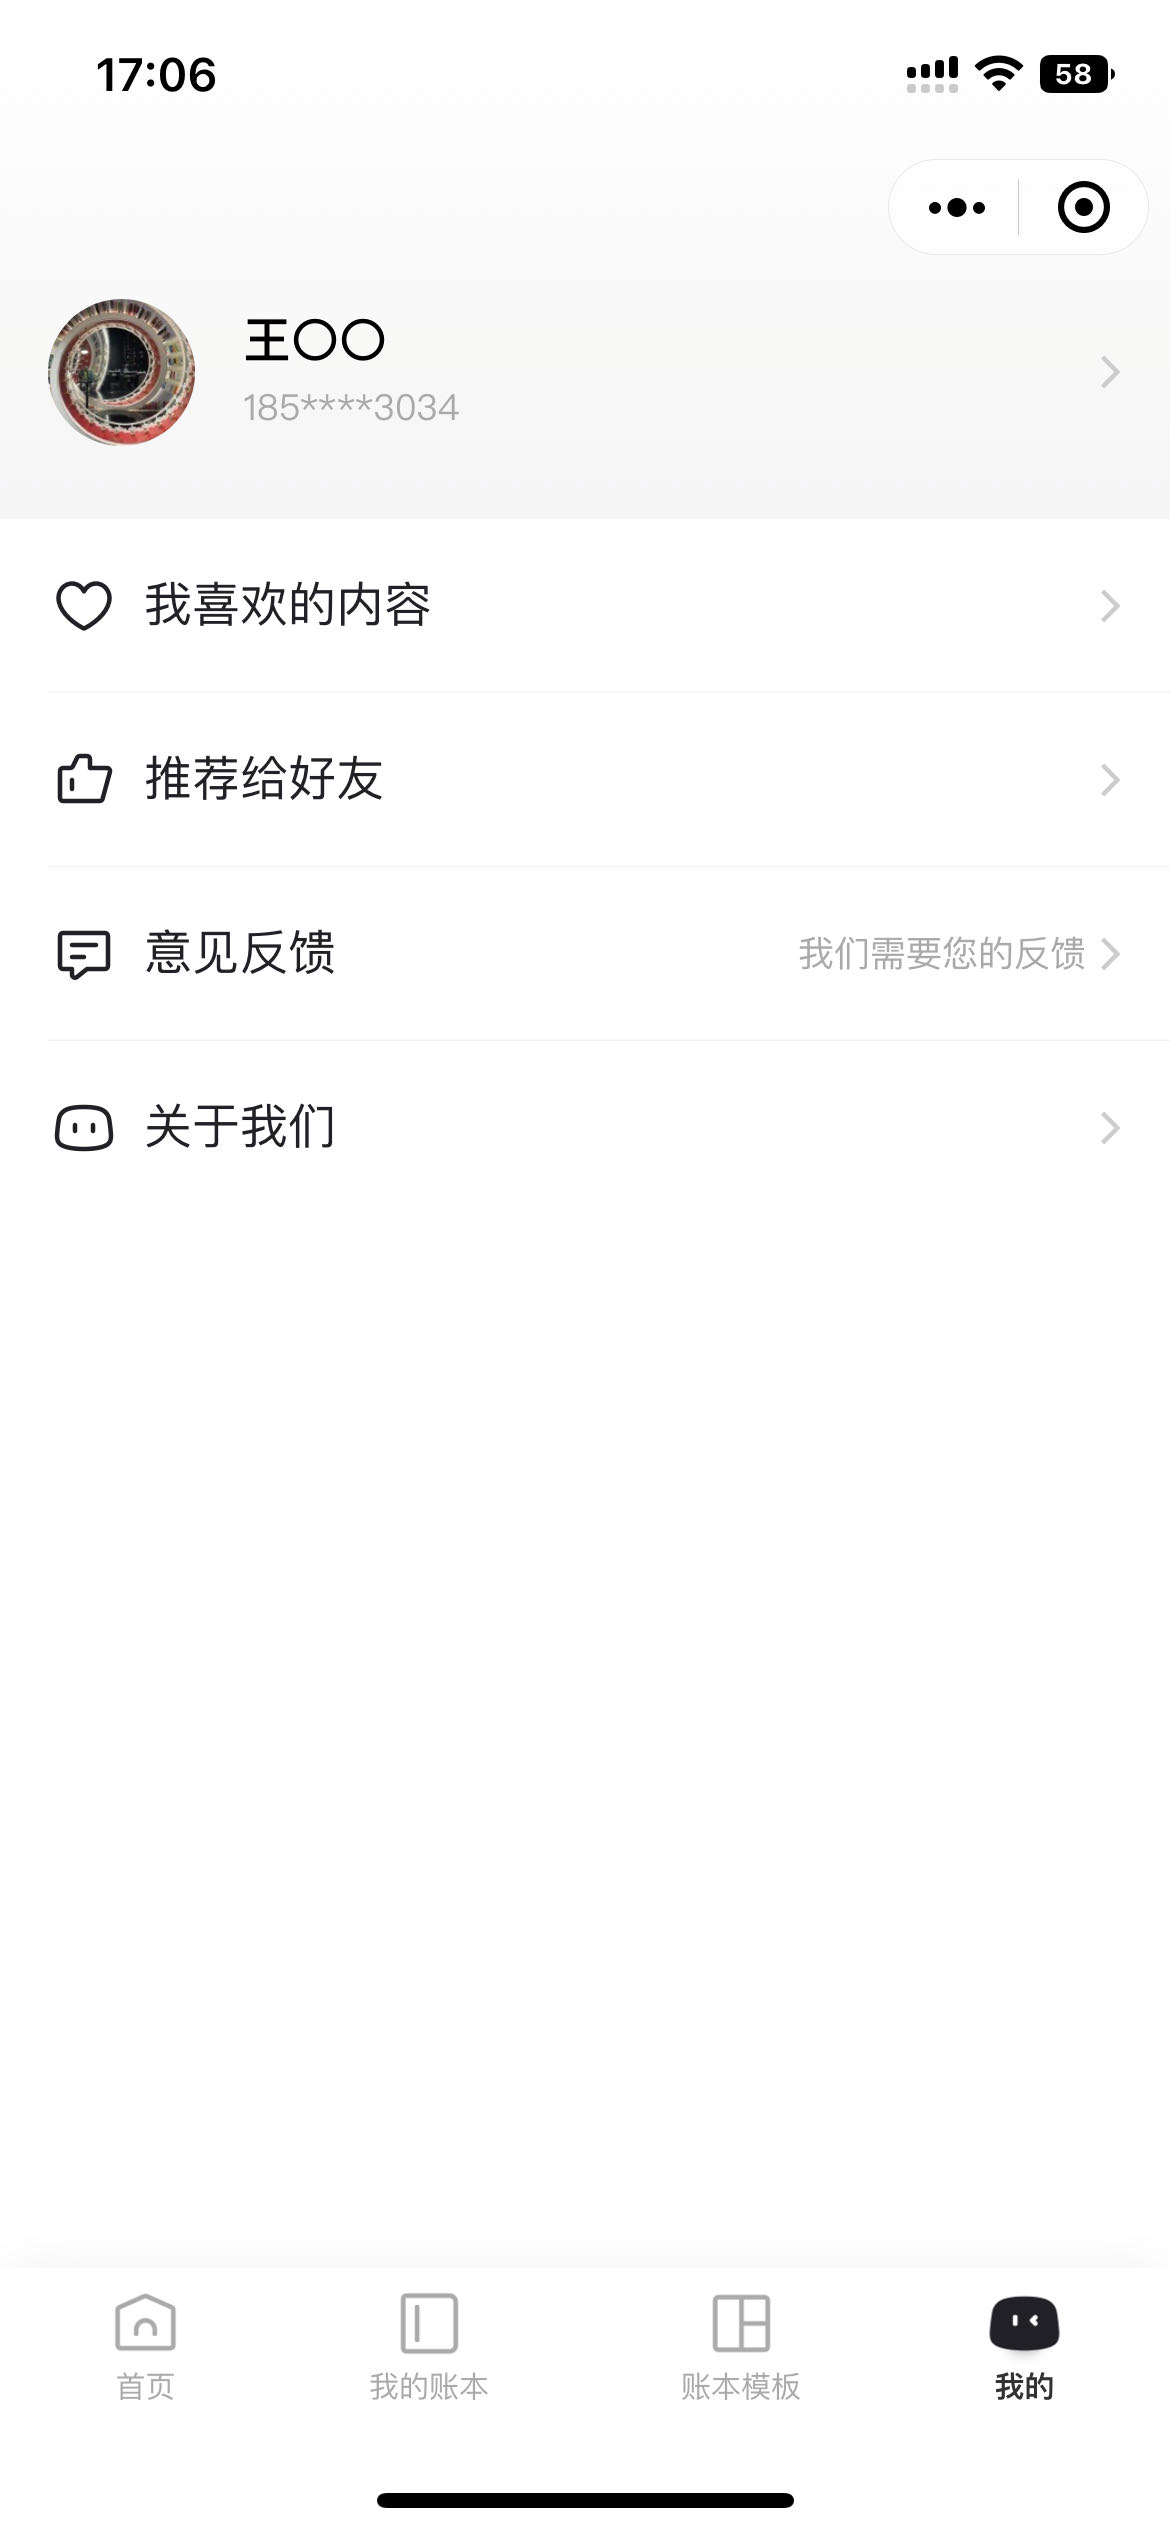 17:06
58
王〇〇
185****3034
我喜欢的内容
推荐给好友
意见反馈
我们需要您的反馈
关于我们
首页
我的账本
账本模板
我的